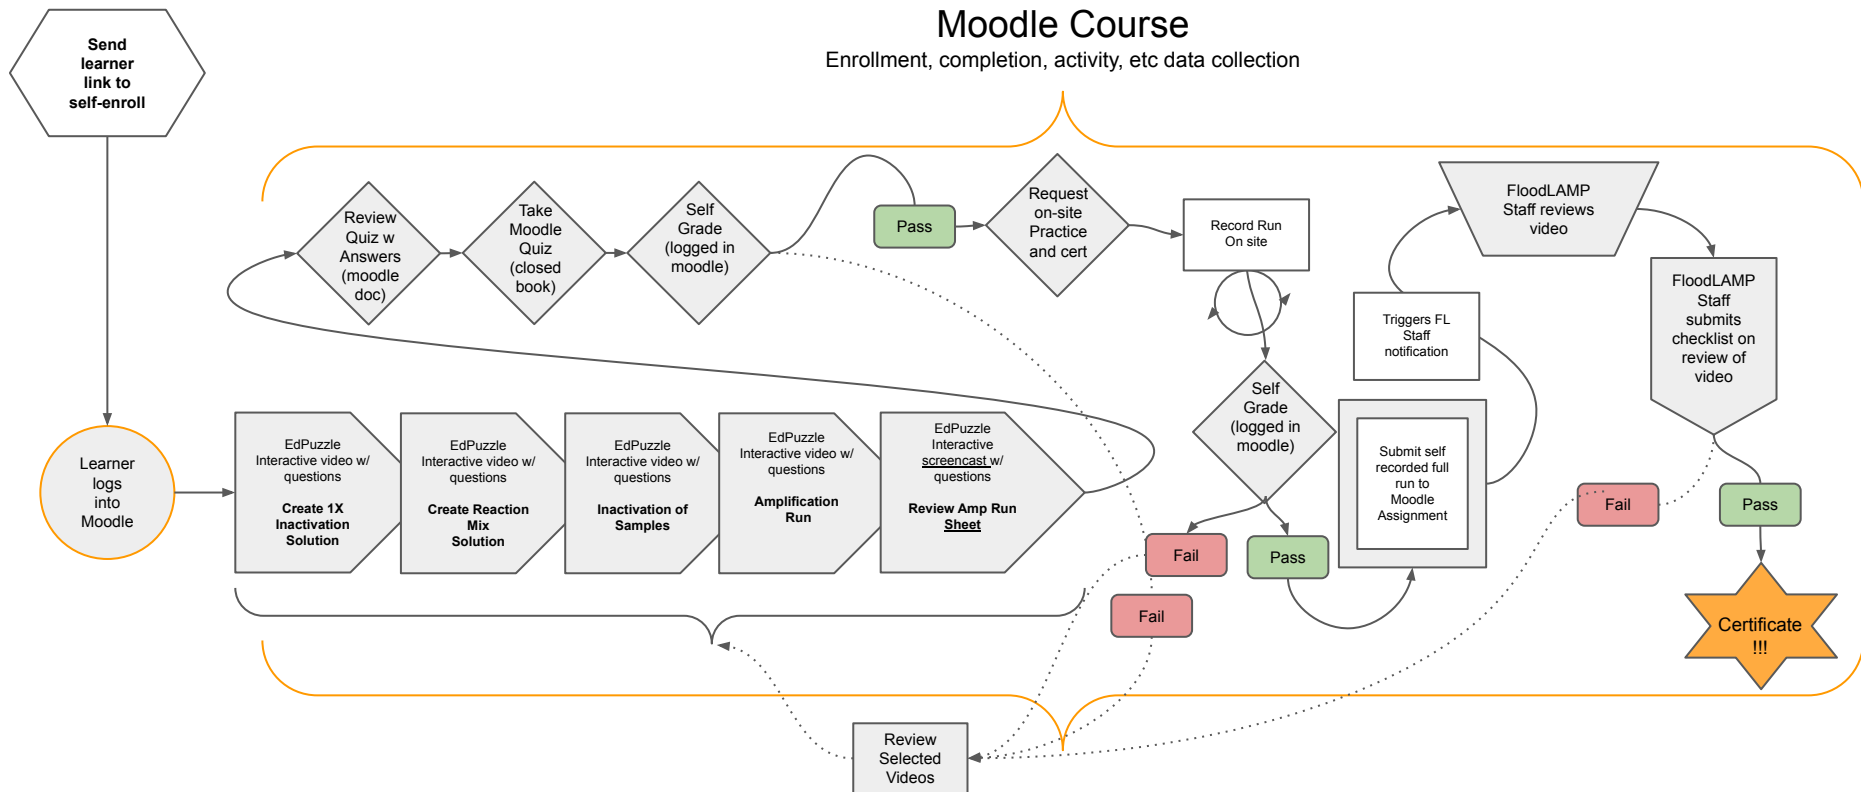 Moodle Course
Enrollment, completion, activity, etc data collection
Send
learner
link to
self-enroll
Learner
logs
into
Moodle
EdPuzzle
Interactive video w/
questions
Create 1X
Inactivation
Solution
EdPuzzle
Interactive video w/
questions
Create Reaction
Mix
Solution
EdPuzzle
Interactive video w/
questions
Inactivation of
Samples
EdPuzzle
Interactive video w/
questions
Amplification
Run
EdPuzzle
Interactive
screencast w/
questions
Review Amp Run
Sheet
Review
Quiz w
Answers
(moodle
doc)
Take
Moodle
Quiz
(closed
book)
Self
Grade
(logged in
moodle)
Pass
Request
on-site
Practice
and cert
Record Run
On site
Self
Grade
(logged in
moodle)
Fail
Pass
Fail
Submit self
recorded full
run to
Moodle
Assignment
Triggers FL
Staff
notification
FloodLAMP
Staff reviews
video
FloodLAMP
Staff
submits
checklist on
review of
video
Fail
Pass
Certificate
!!!
Review
Selected
Videos